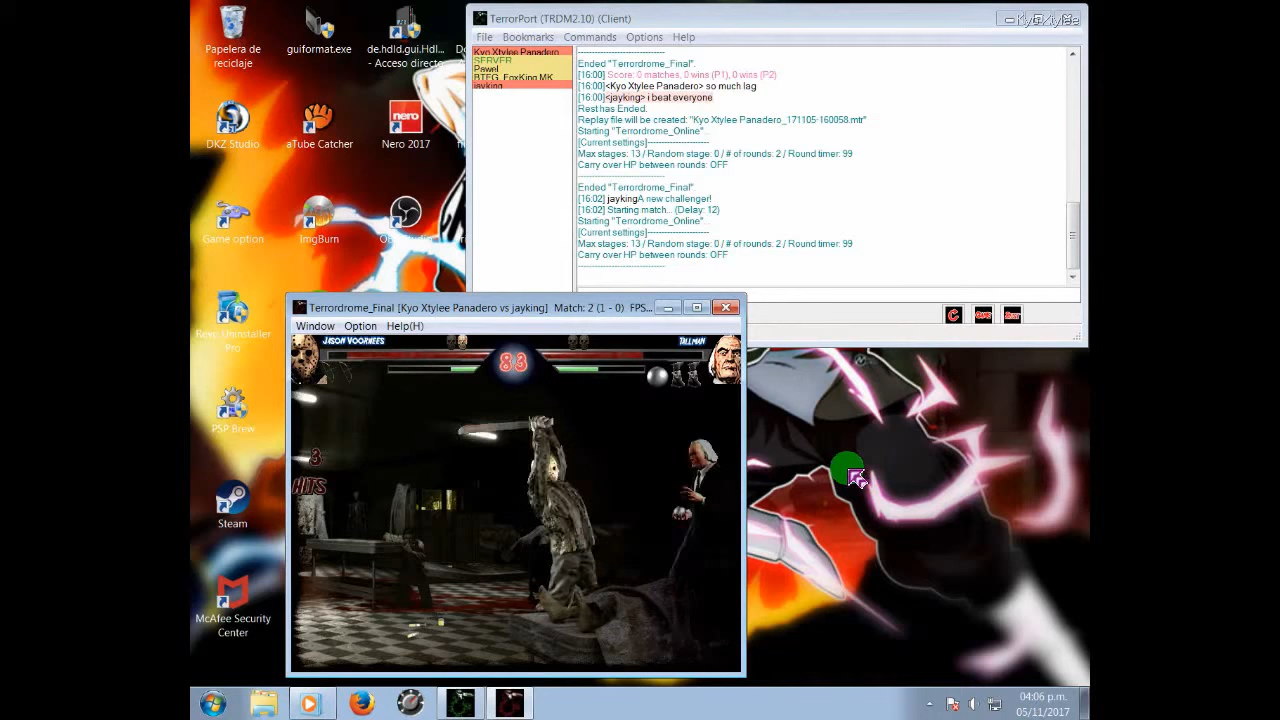 Papelera de
reciclaje
guiformat.exe
de.hdld.gui.Hdl...
- Acceso directo
DKZ Studio
aTube Catcher
nero
Nero 2017
Game option
ImgBurn
Revo Uninstaller
Pro
PSP Brew
Steam
McAfee Security
Center
TerrorPort (TRDM2.10) (Client)
KyoXtylee
File Bookmarks Commands Options Help
Kyo Xtylee Panadero
SERVER
Pawel
BTFG_FoxKing MK
jayking
Ended "Terrordrome_Final".
[16:00] Score: 0 matches, 0 wins (P1), 0 wins (P2)
[16:00]<Kyo Xtylee Panadero> so much lag
[16:00]<jayking> i beat everyone
Rest has Ended.
Replay file will be created: "Kyo Xtylee Panadero_171105-160058.mtr"
Starting "Terrordrome_Online"..
[Current settings]-----------------------
Max stages: 13 / Random stage: 0 / # of rounds: 2 / Round timer: 99
Carry over HP between rounds: OFF
Ended "Terrordrome_Final".
[16:02] jaykingA new challenger!
[16:02] Starting match... (Delay: 12)
Starting "Terrordrome_Online"..
[Current settings]-----------------------
Max stages: 13 / Random stage: 0 / # of rounds: 2 / Round timer: 99
Carry over HP between rounds: OFF
Terrordrome_Final [Kyo Xtylee Panadero vs jayking] Match: 2 (1 - 0) FPS...
Window Option Help(H)
JASON VOORHEES
83
TALLMAN
3
HITS
04:06 p.m.
05/11/2017